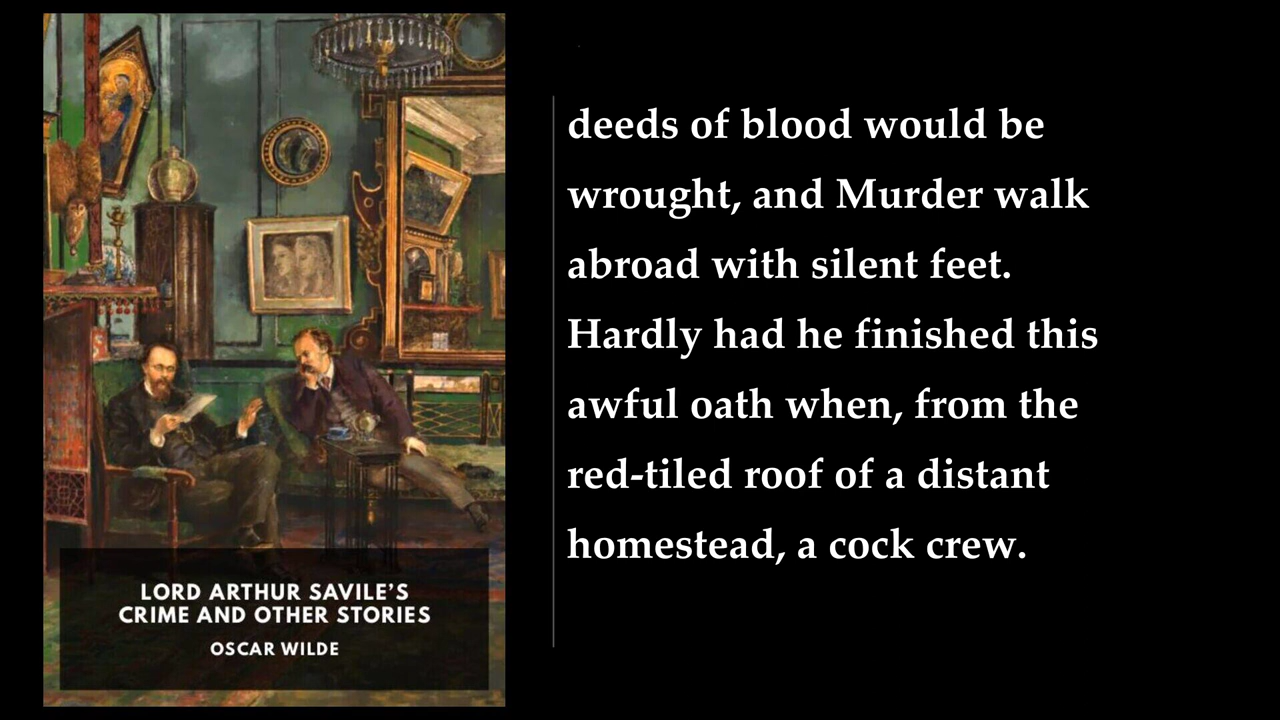 deeds of blood would be
wrought, and Murder walk
abroad with silent feet.
Hardly had he finished this
awful oath when, from the
red-tiled roof of a distant
homestead, a cock crew.
LORD ARTHUR SAVILE’S
CRIME AND OTHER STORIES
OSCAR WILDE